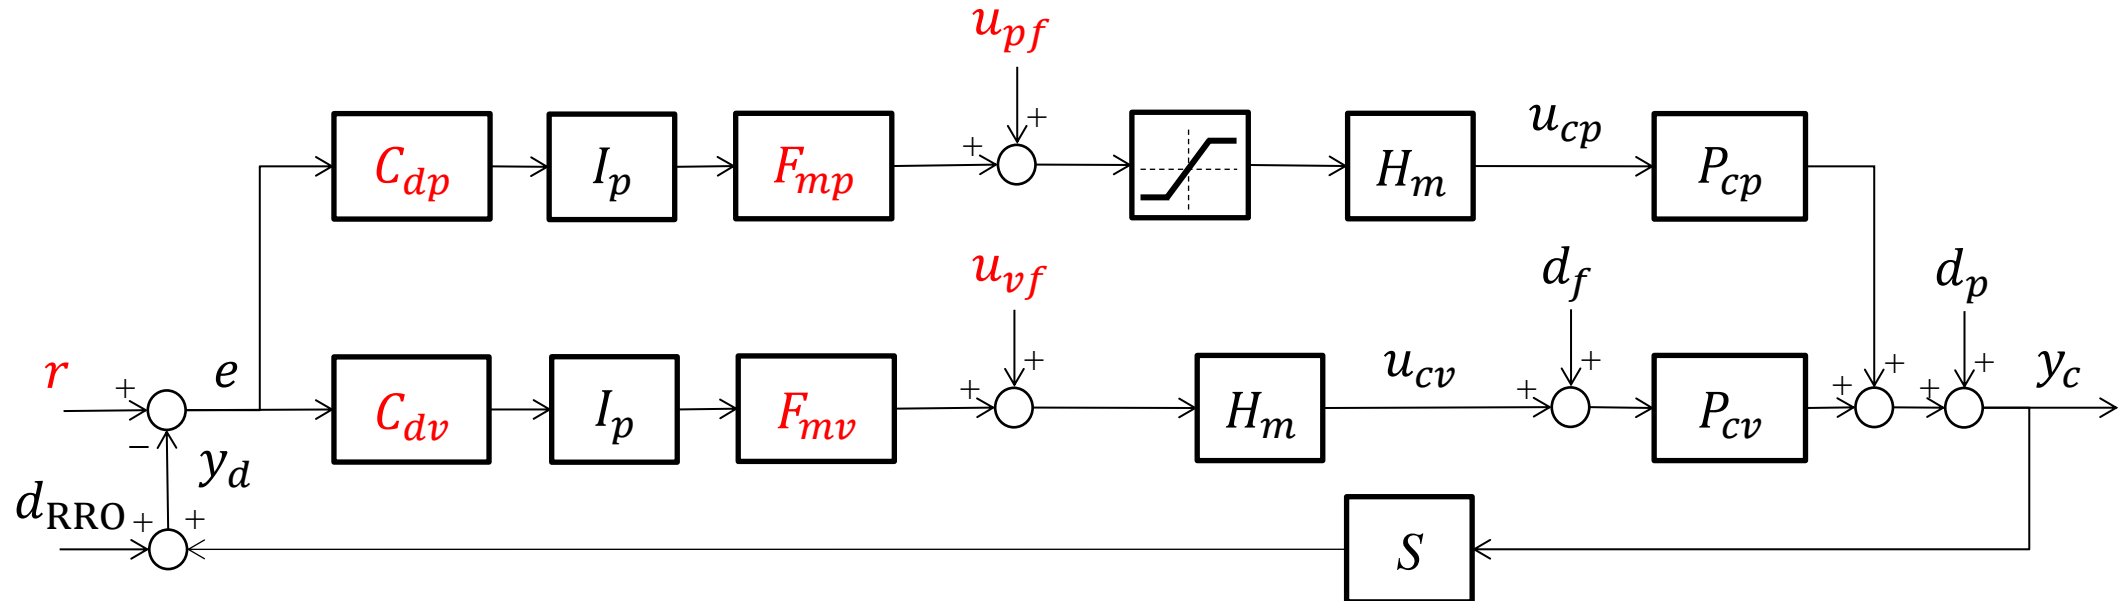 u_pf
+ +
C_dp I_p F_mp H_m u_cp P_cp
u_vf d_f d_p
r + e + + + + + u_cv + + y_c
C_dv I_p F_mv H_m P_cv
− y_d
d_RRO + +
S